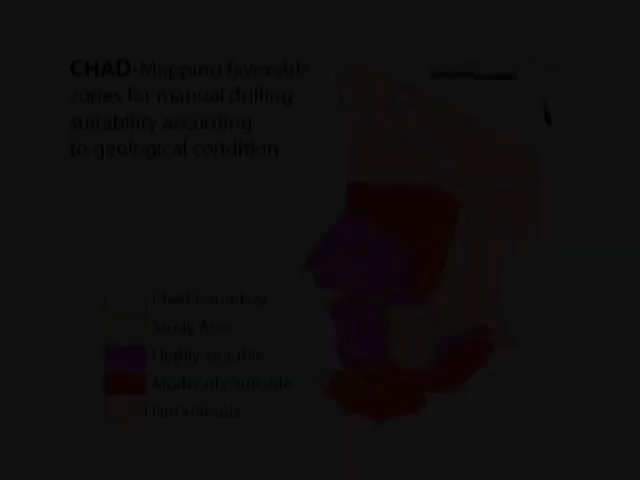 CHAD-Mapping favorable
zones for manual drilling
suitability according
to geological condition
Chad boundary
Study Area
Highly suitable
Moderately Suitable
Not suitable